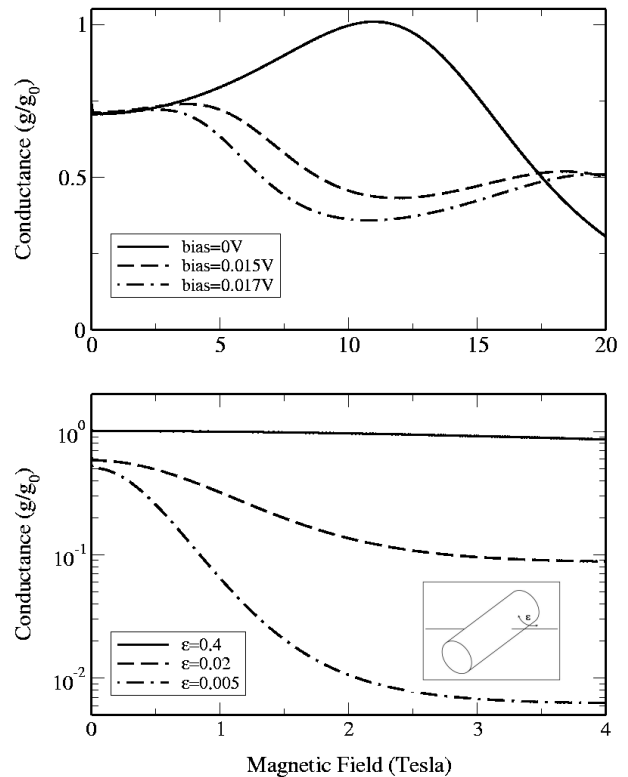 1
0.5
1
0 5 10 15 20
Conductance (g/g0)
bias=0V
bias=0.015V
bias=0.017V
10^0
10^-1
10^-2
0 1 2 3 4
Conductance (g/g0)
ε=0.4
ε=0.02
ε=0.005
ε
Magnetic Field (Tesla)